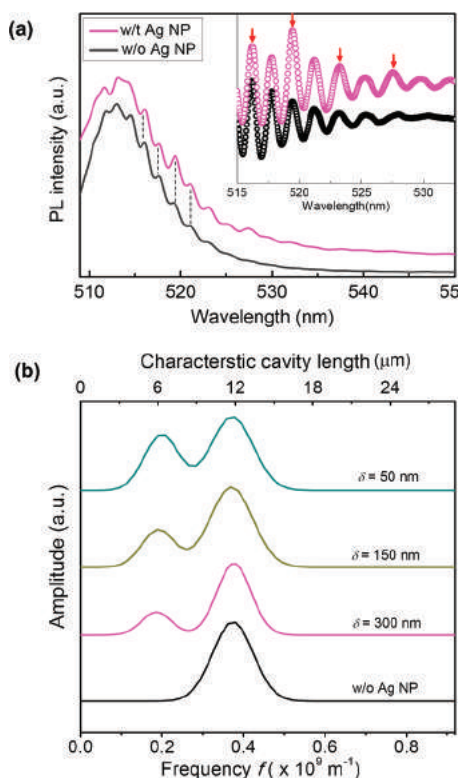 (a)
w/t Ag NP
w/o Ag NP
PL intensity (a.u.)
515 520 525 530
Wavelength(nm)
510 520 530 540 550
Wavelength (nm)
(b)
Characterstic cavity length (μm)
0 6 12 18 24
Amplitude (a.u.)
δ = 50 nm
δ = 150 nm
δ = 300 nm
w/o Ag NP
0 0.2 0.4 0.6 0.8
Frequency f ( x 10⁹ m⁻¹)